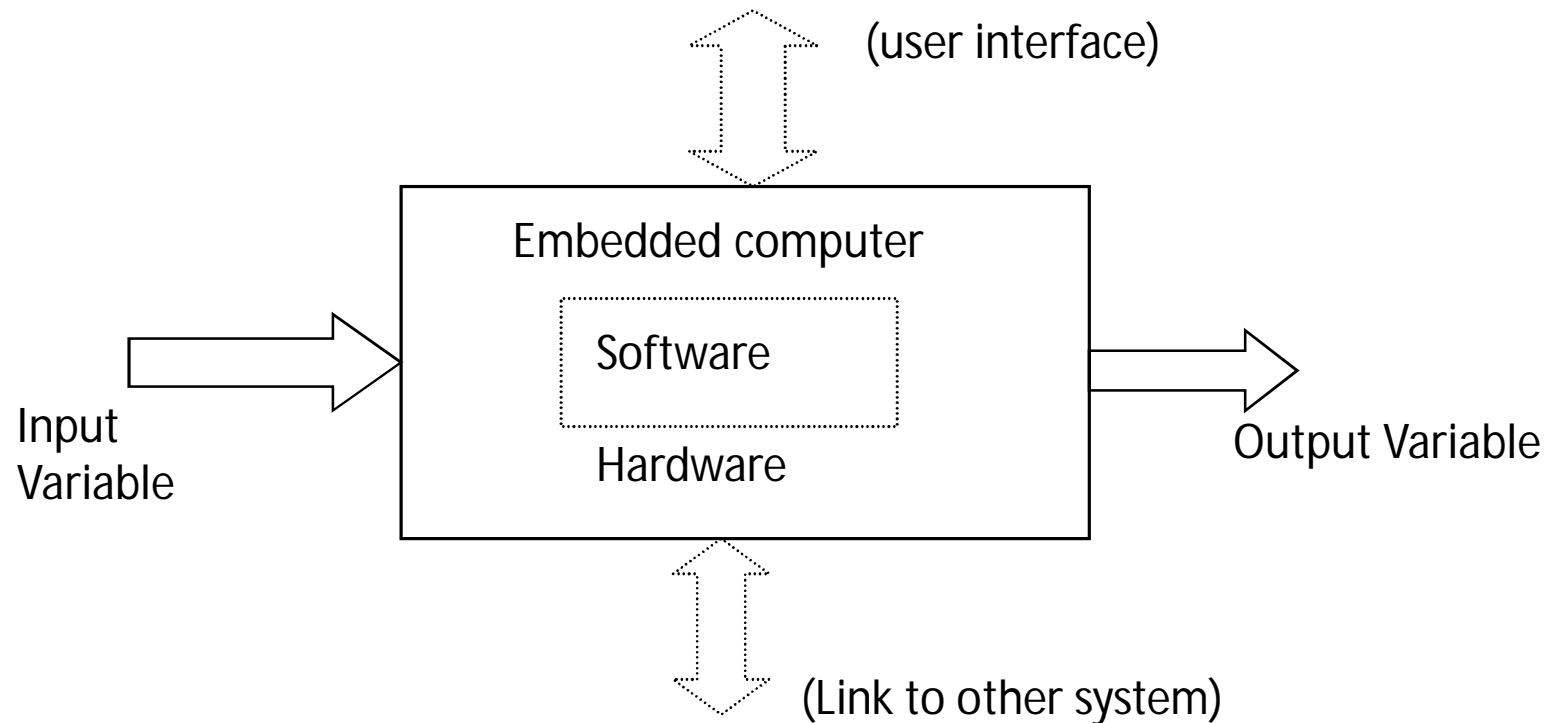 (user interface)
Embedded computer
Software
Hardware
Input
Variable
Output Variable
(Link to other system)